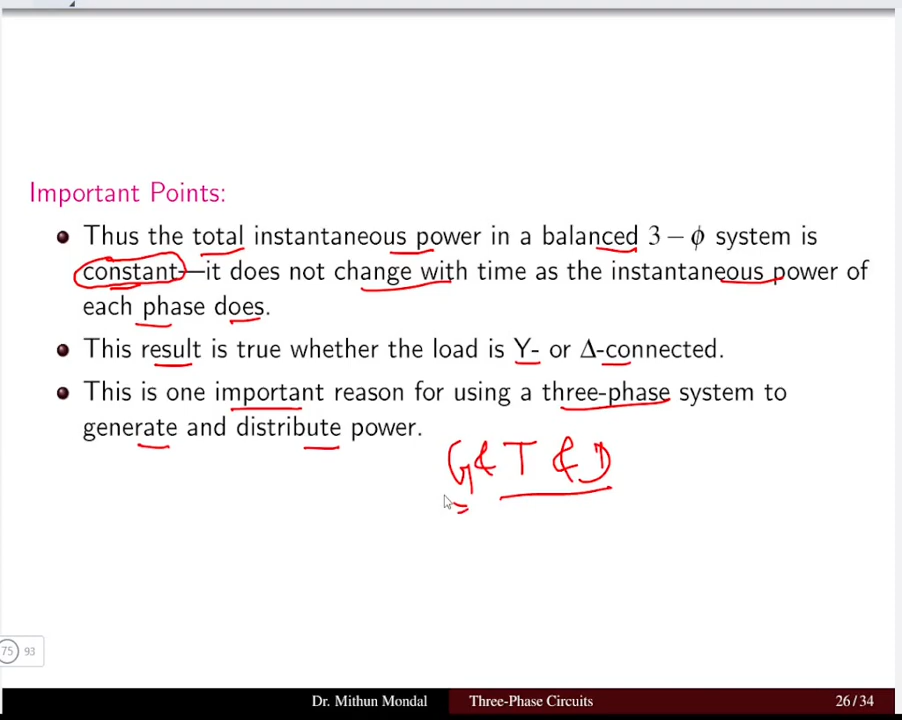 Important Points:
Thus the total instantaneous power in a balanced 3 − ϕ system is
constant—it does not change with time as the instantaneous power of
each phase does.
This result is true whether the load is Y- or Δ-connected.
This is one important reason for using a three-phase system to
generate and distribute power.
G & T & D
75 93
Dr. Mithun Mondal Three-Phase Circuits 26 / 34